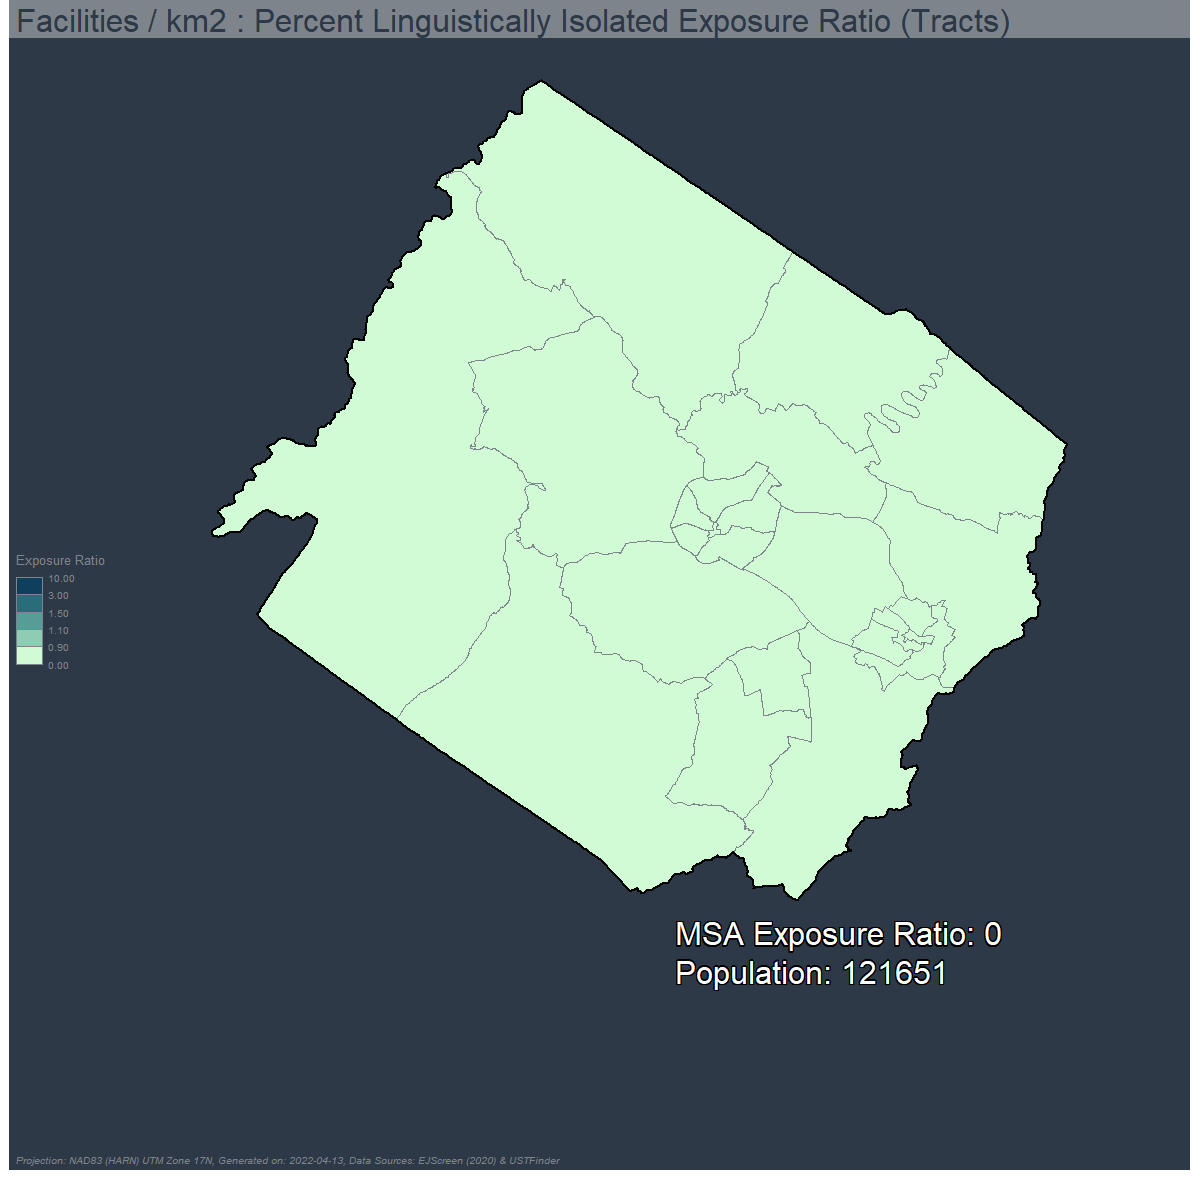 Facilities / km2 : Percent Linguistically Isolated Exposure Ratio (Tracts)
Exposure Ratio
10.00
3.00
1.50
1.10
0.90
0.00
MSA Exposure Ratio: 0
Population: 121651
Projection: NAD83 (HARN) UTM Zone 17N, Generated on: 2022-04-13, Data Sources: EJScreen (2020) & USTFinder